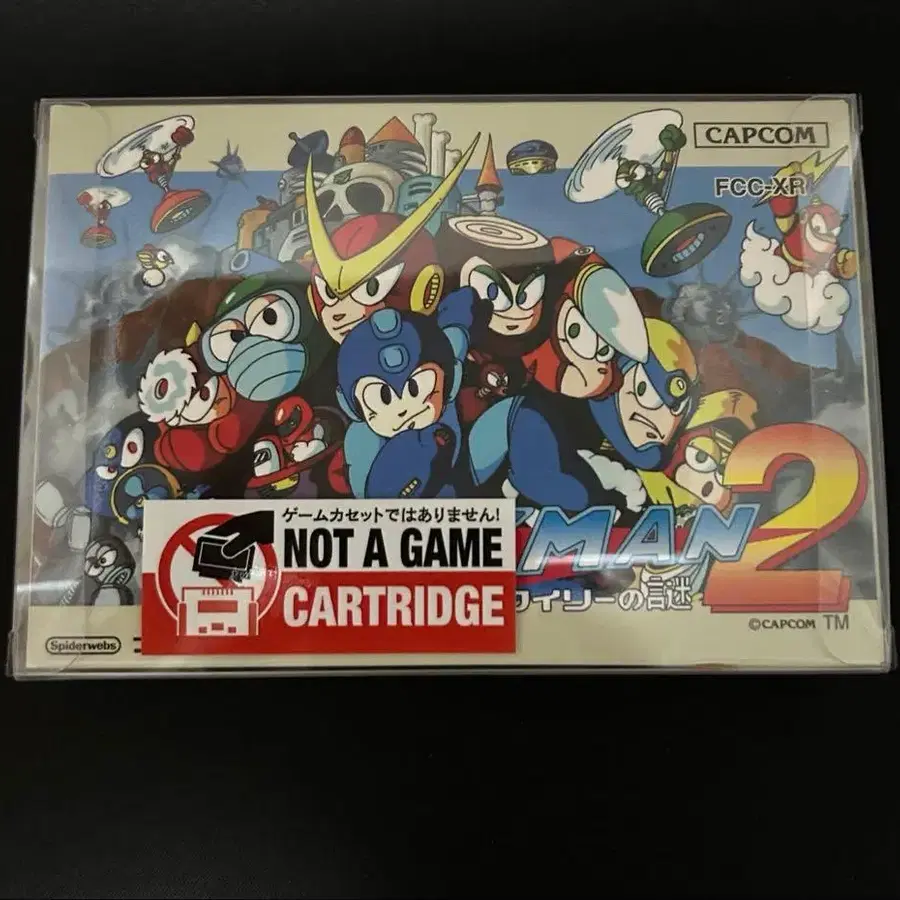 CAPCOM
FCC-XR
ゲームカセットではありません!
NOT A GAME
CARTRIDGE
MAN 2
ワイリーの謎
©CAPCOM TM
Spiderwebs